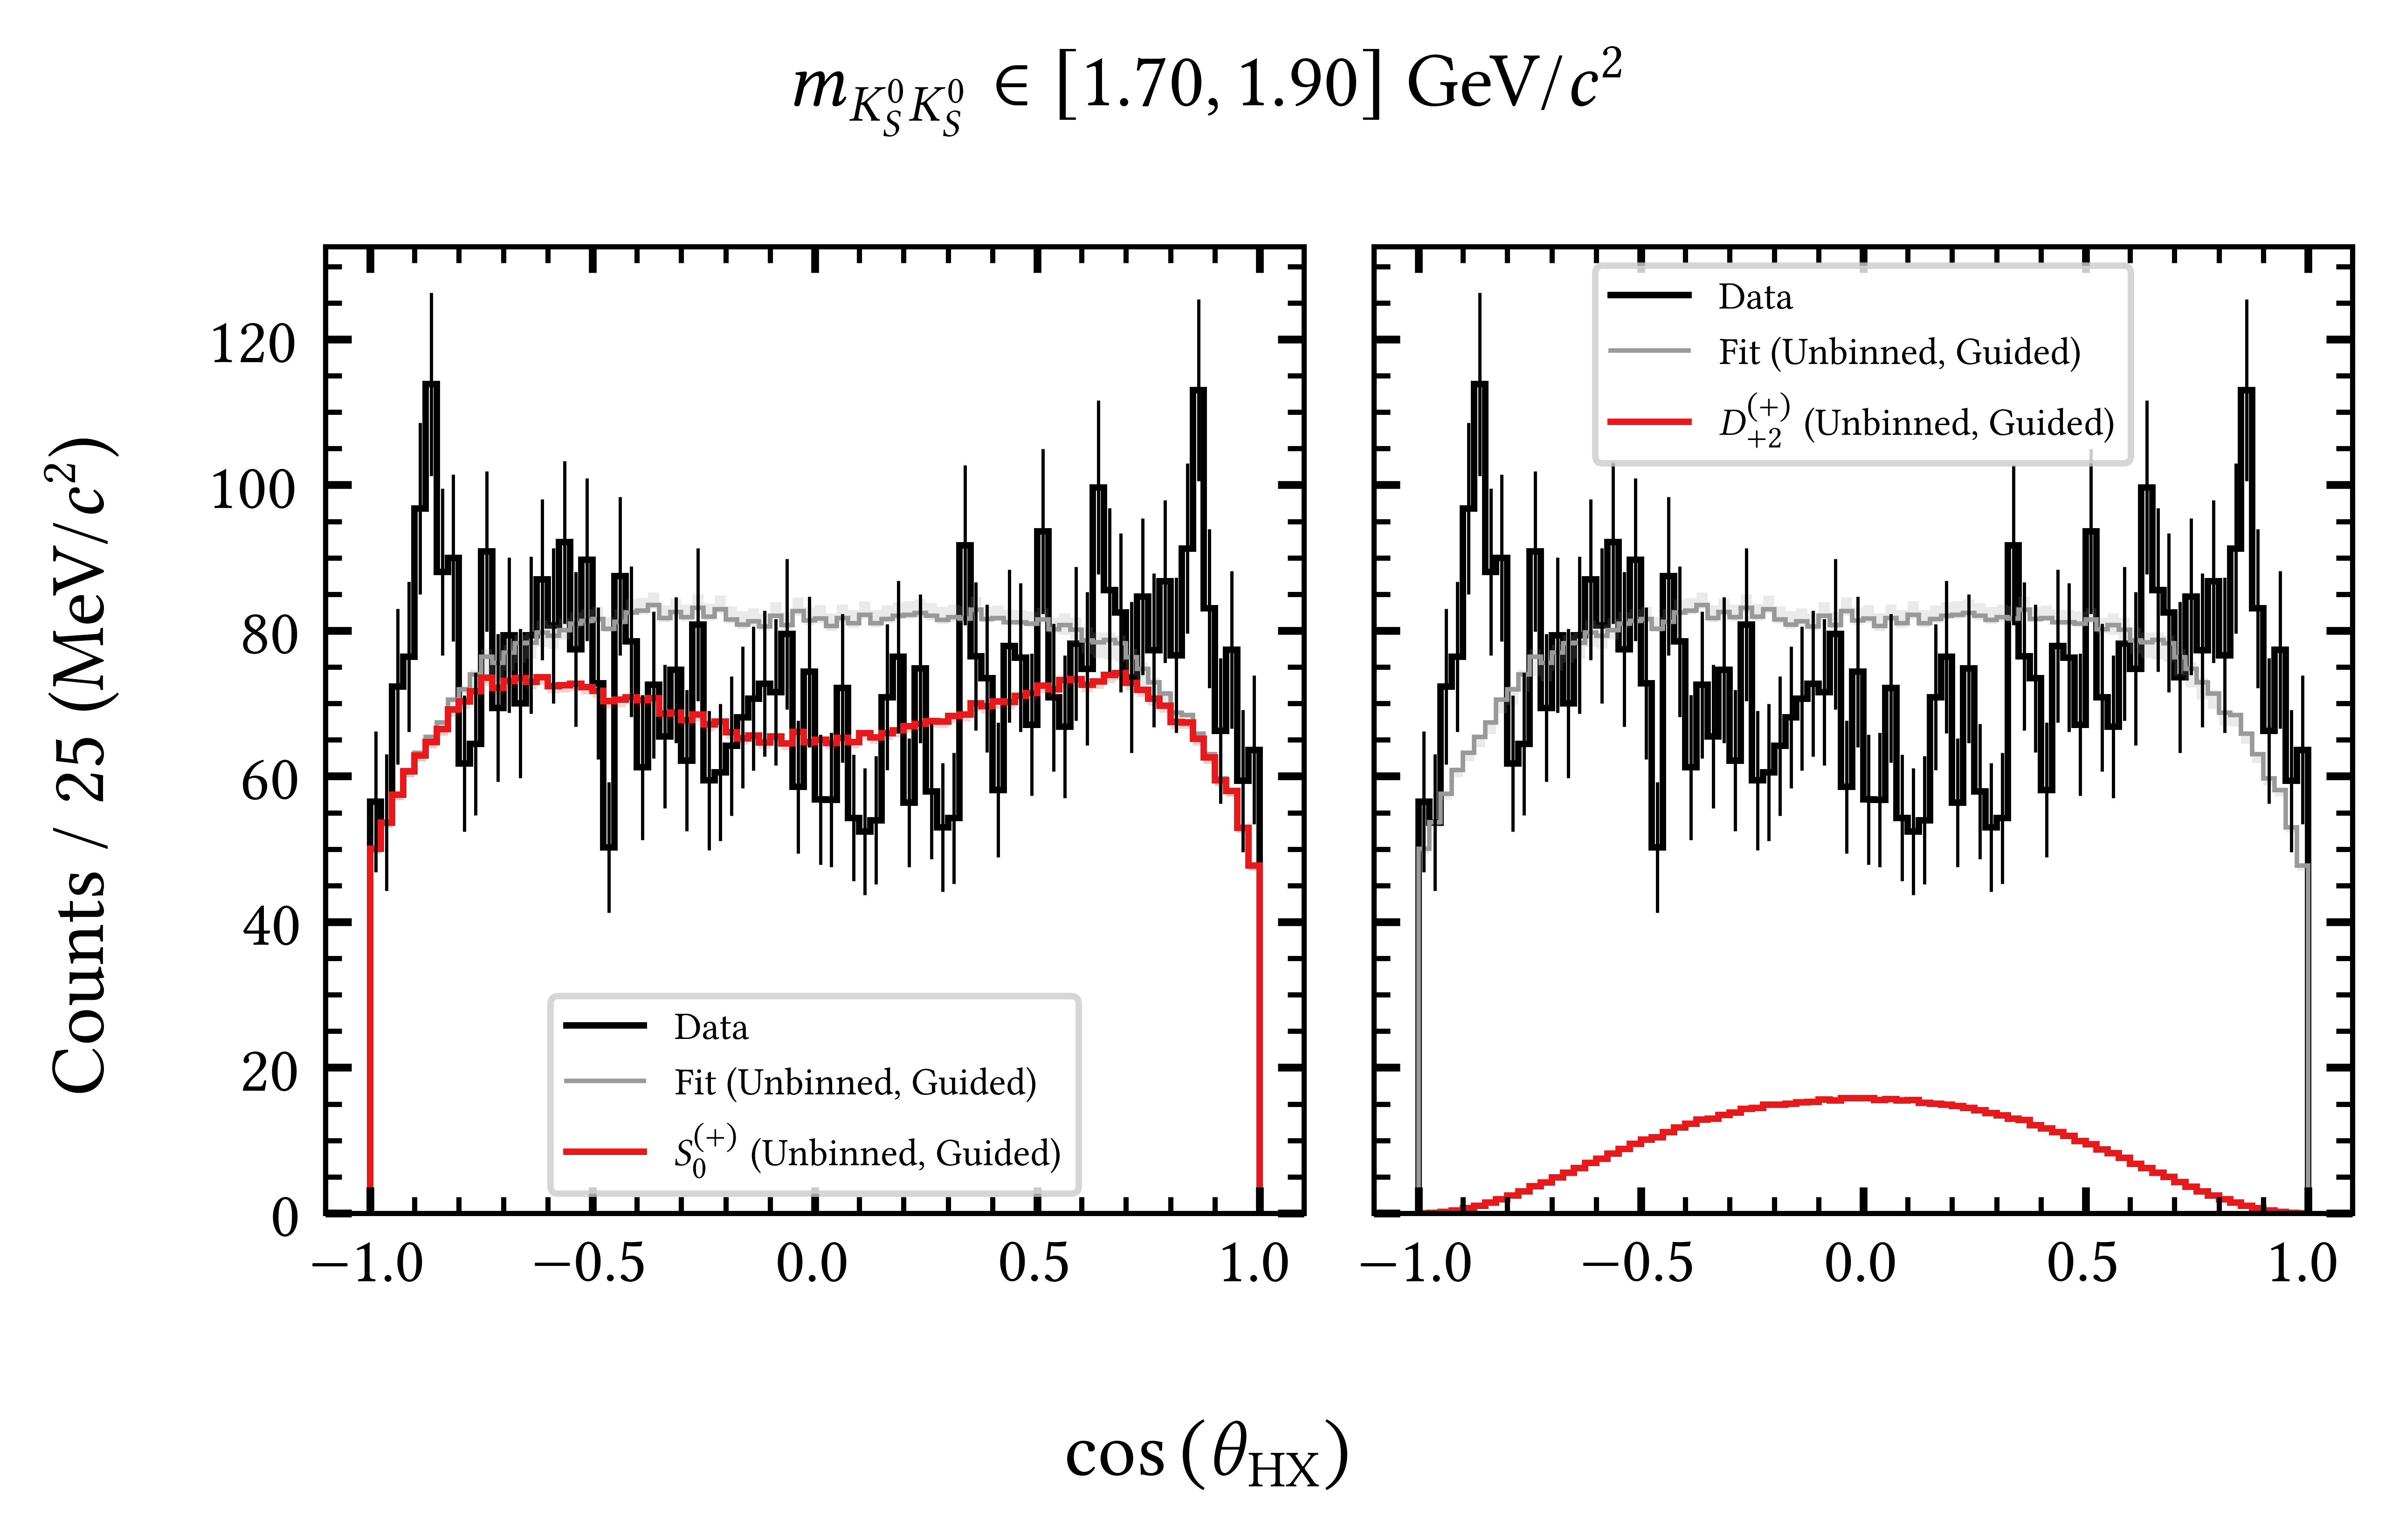 m_{K_S^0 K_S^0} ∈ [1.70, 1.90] GeV/c²
Counts / 25 (MeV/c²)
120
100
80
60
40
20
0
Data
Fit (Unbinned, Guided)
S_0^{(+)} (Unbinned, Guided)
−1.0 −0.5 0.0 0.5 1.0
Data
Fit (Unbinned, Guided)
D_{+2}^{(+)} (Unbinned, Guided)
−1.0 −0.5 0.0 0.5 1.0
cos (θ_{HX})